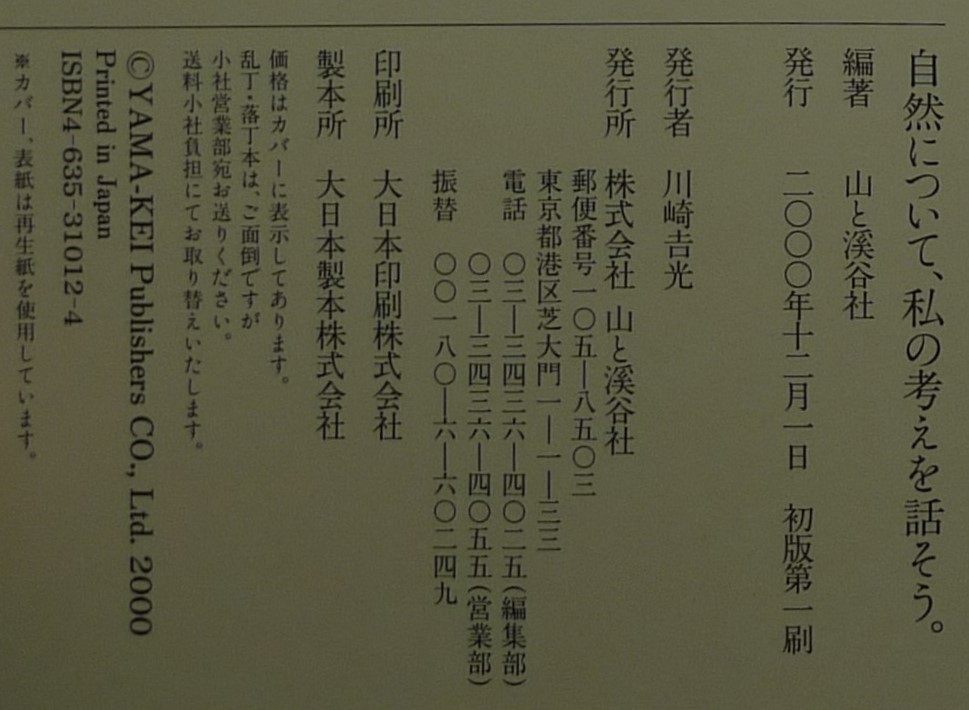 自然について、私の考えを話そう。
編著　山と溪谷社
発行　二〇〇〇年十二月一日　初版第一刷
発行者　川崎吉光
発行所　株式会社 山と溪谷社
郵便番号一〇五―八五〇三
東京都港区芝大門一―一―三三
電話　〇三―三四三六―四〇二五（編集部）
〇三―三四三六―四〇五五（営業部）
振替　〇〇一八〇―六―六〇二四九
印刷所　大日本印刷株式会社
製本所　大日本製本株式会社
価格はカバーに表示してあります。
乱丁・落丁本は、ご面倒ですが
小社営業部宛お送りください。
送料小社負担にてお取り替えいたします。
©YAMA-KEI Publishers CO., Ltd. 2000
Printed in Japan
ISBN4-635-31012-4
※カバー、表紙は再生紙を使用しています。